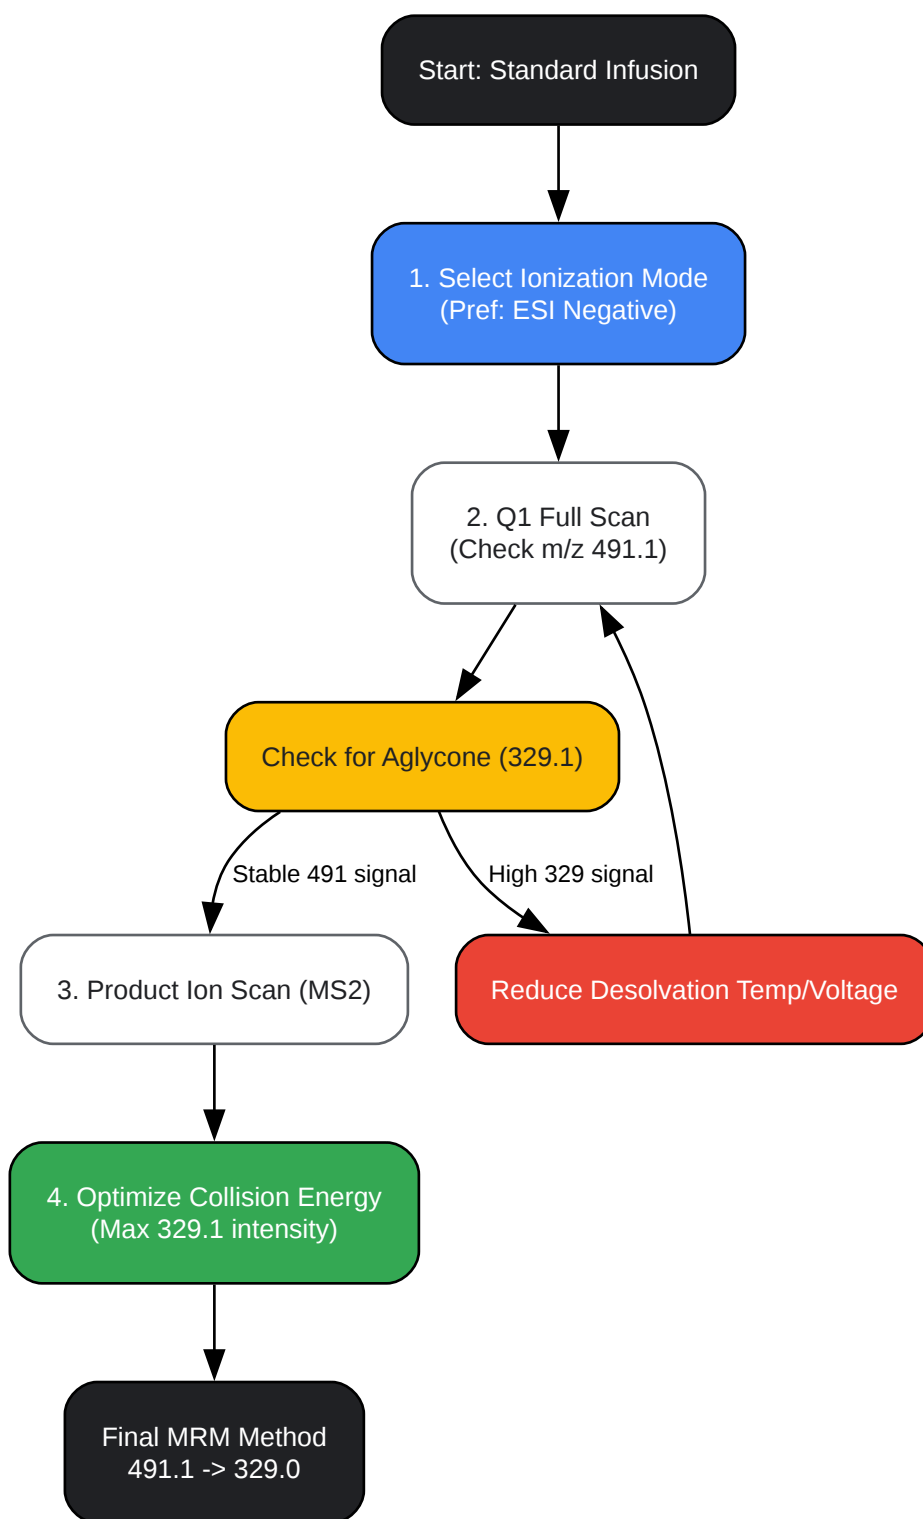 Start: Standard Infusion
1. Select Ionization Mode
(Pref: ESI Negative)
2. Q1 Full Scan
(Check m/z 491.1)
Check for Aglycone (329.1)
Stable 491 signal
High 329 signal
3. Product Ion Scan (MS2)
Reduce Desolvation Temp/Voltage
4. Optimize Collision Energy
(Max 329.1 intensity)
Final MRM Method
491.1 -> 329.0